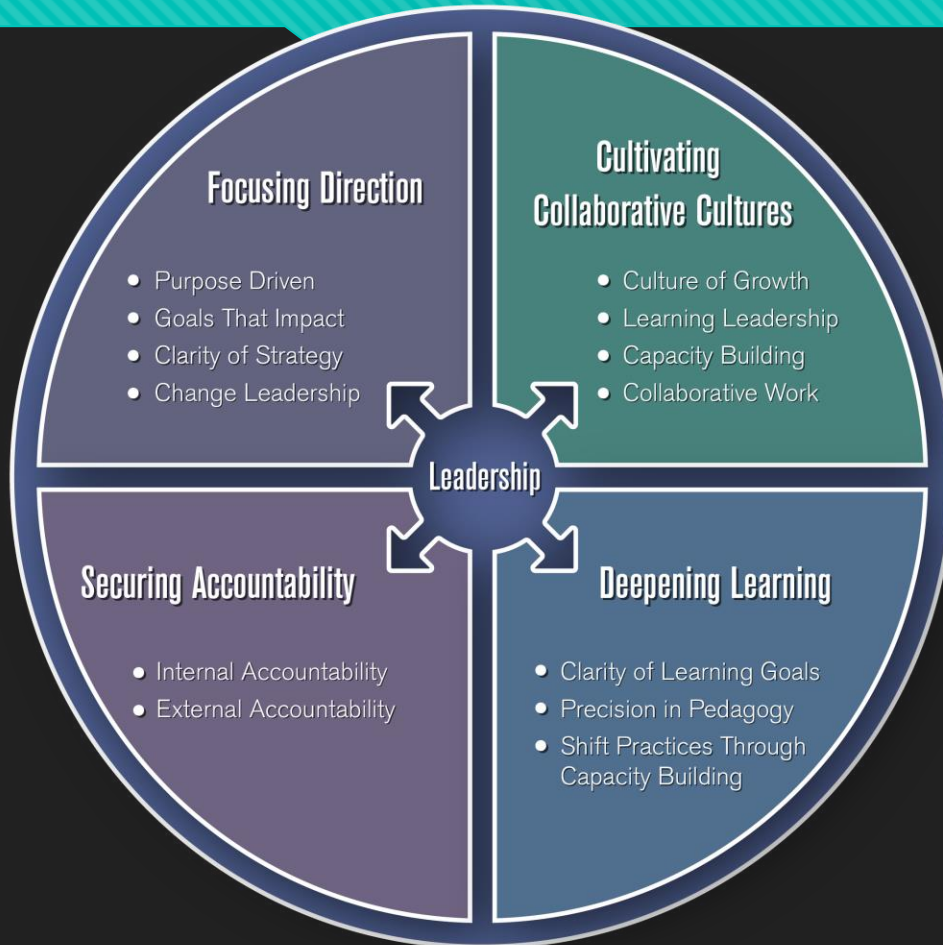 Focusing Direction
• Purpose Driven
• Goals That Impact
• Clarity of Strategy
• Change Leadership
Cultivating
Collaborative Cultures
• Culture of Growth
• Learning Leadership
• Capacity Building
• Collaborative Work
Leadership
Securing Accountability
• Internal Accountability
• External Accountability
Deepening Learning
• Clarity of Learning Goals
• Precision in Pedagogy
• Shift Practices Through
Capacity Building